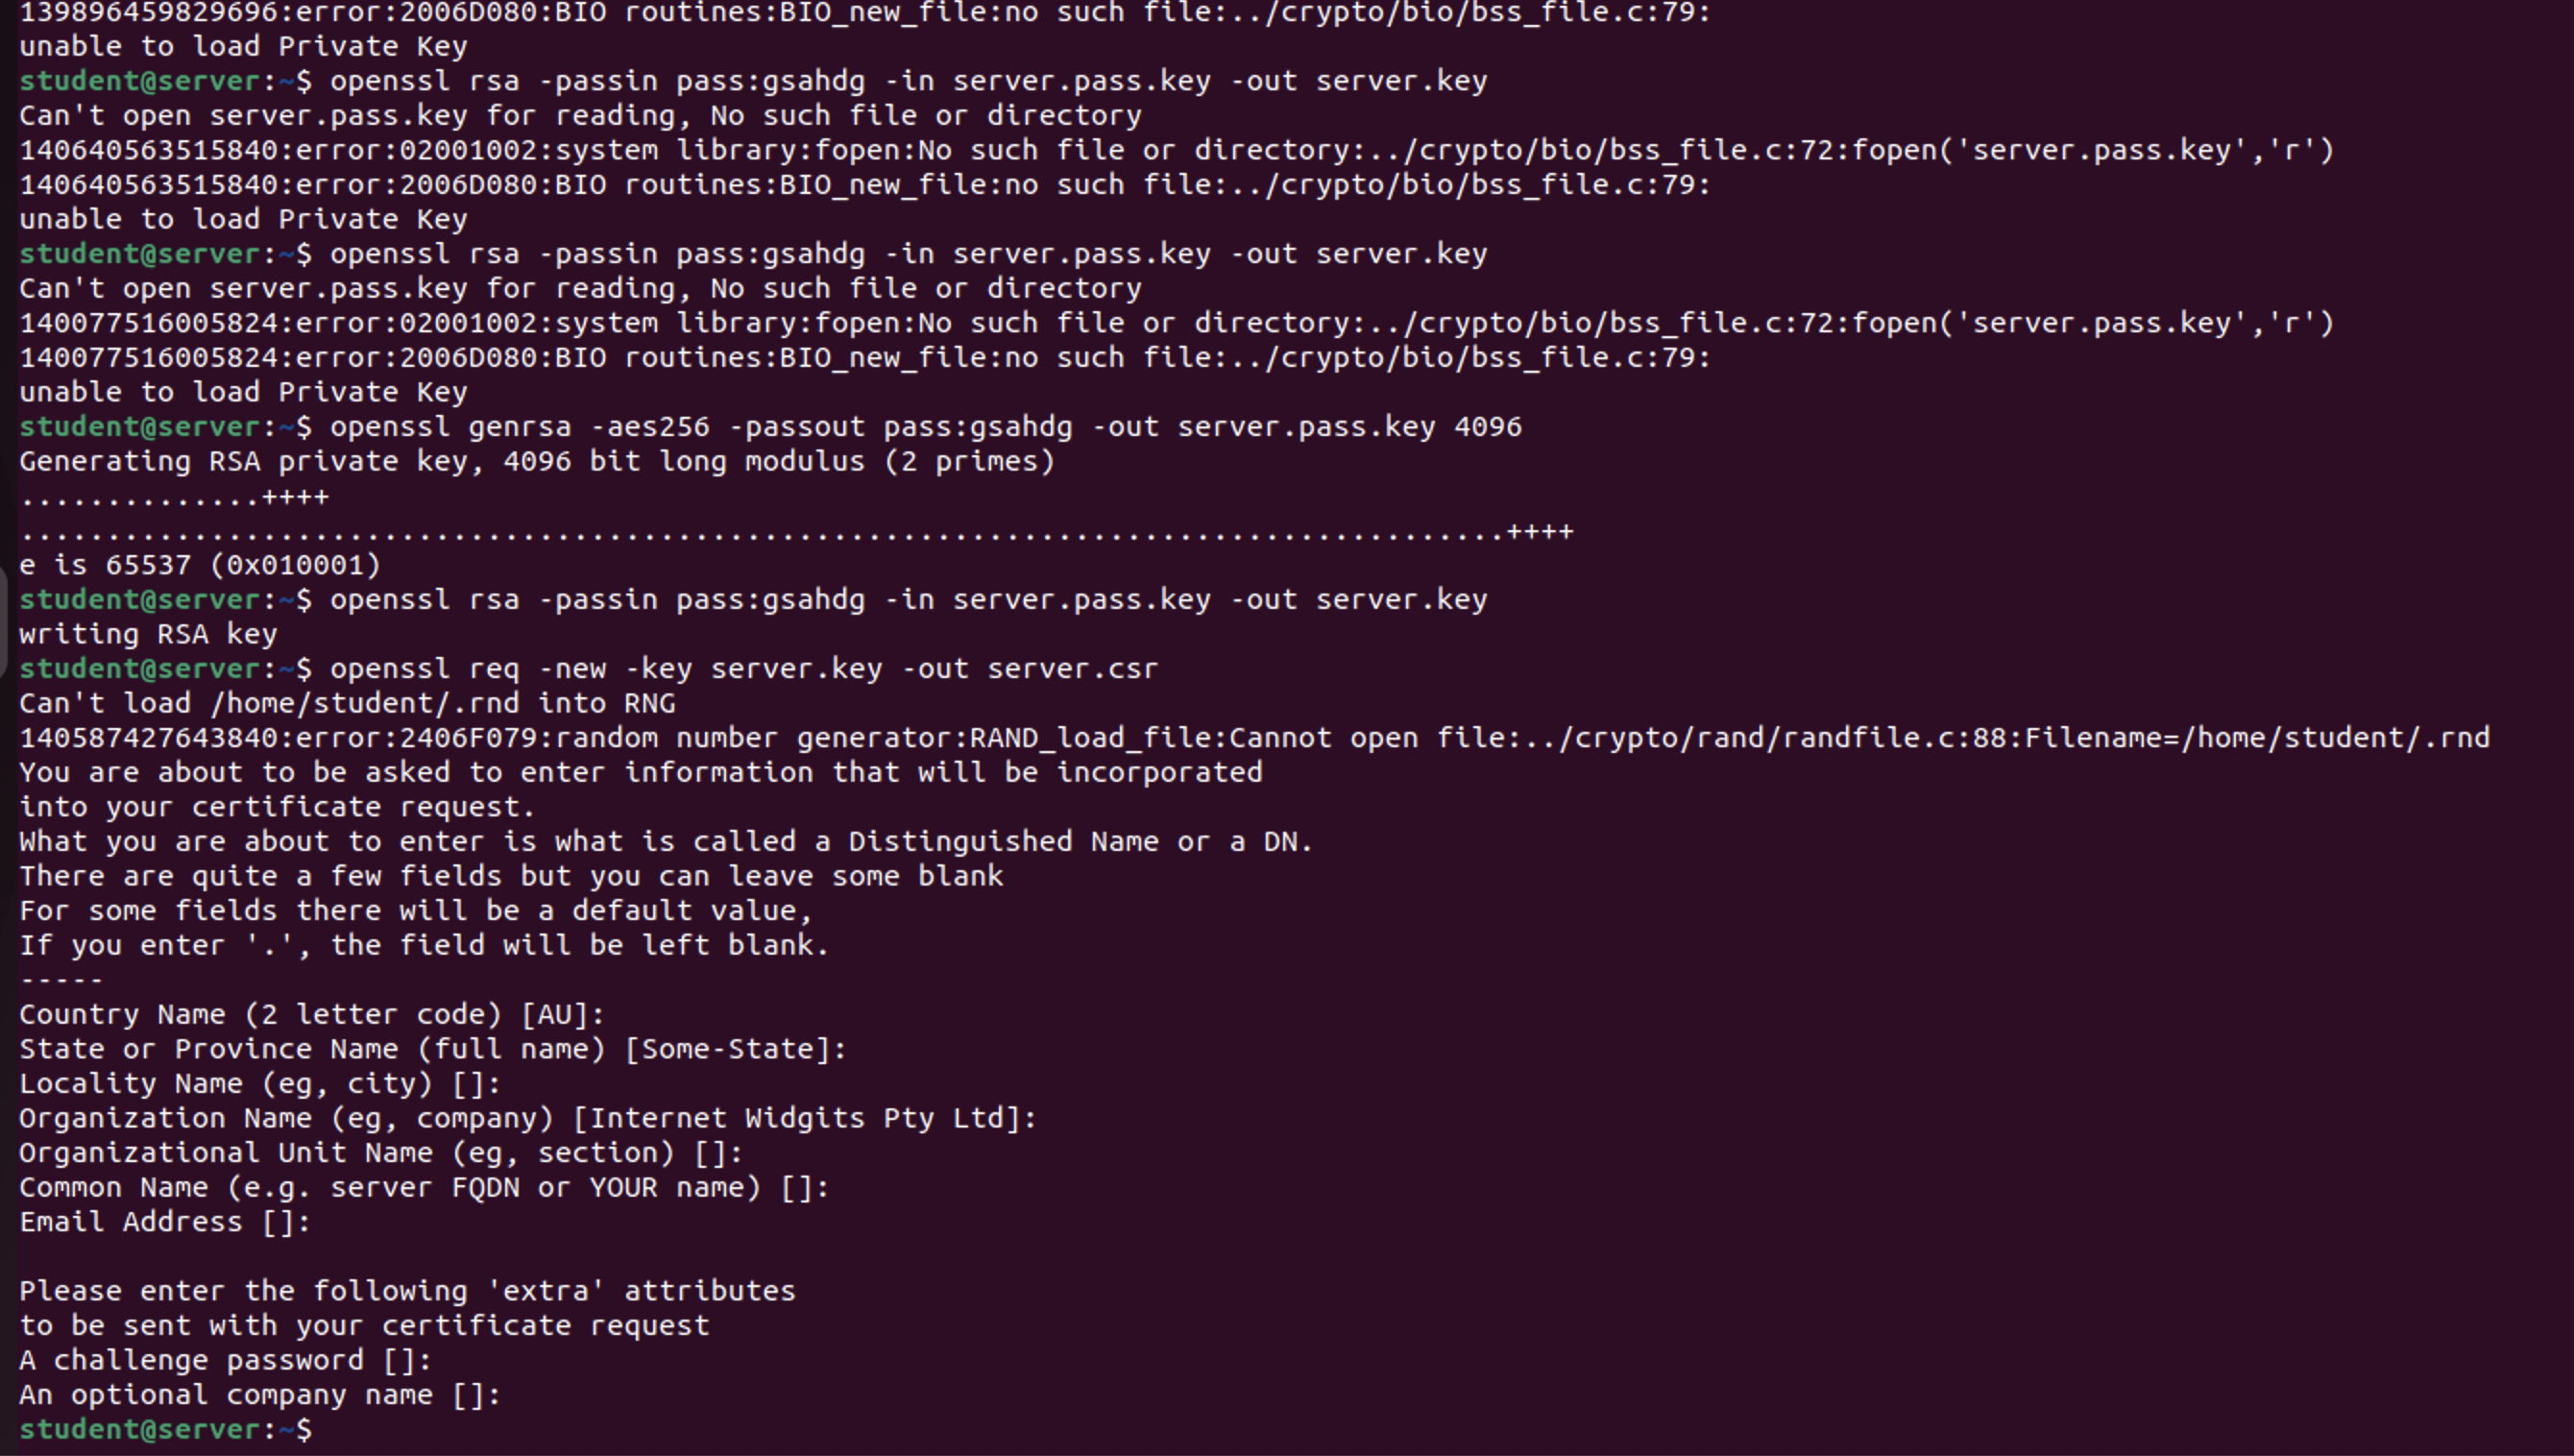 139896459829696:error:2006D080:BIO routines:BIO_new_file:no such file:../crypto/bio/bss_file.c:79:
unable to load Private Key
student@server:~$ openssl rsa -passin pass:gsahdg -in server.pass.key -out server.key
Can't open server.pass.key for reading, No such file or directory
140640563515840:error:02001002:system library:fopen:No such file or directory:../crypto/bio/bss_file.c:72:fopen('server.pass.key','r')
140640563515840:error:2006D080:BIO routines:BIO_new_file:no such file:../crypto/bio/bss_file.c:79:
unable to load Private Key
student@server:~$ openssl rsa -passin pass:gsahdg -in server.pass.key -out server.key
Can't open server.pass.key for reading, No such file or directory
140077516005824:error:02001002:system library:fopen:No such file or directory:../crypto/bio/bss_file.c:72:fopen('server.pass.key','r')
140077516005824:error:2006D080:BIO routines:BIO_new_file:no such file:../crypto/bio/bss_file.c:79:
unable to load Private Key
student@server:~$ openssl genrsa -aes256 -passout pass:gsahdg -out server.pass.key 4096
Generating RSA private key, 4096 bit long modulus (2 primes)
..............++++
......................................................................................++++
e is 65537 (0x010001)
student@server:~$ openssl rsa -passin pass:gsahdg -in server.pass.key -out server.key
writing RSA key
student@server:~$ openssl req -new -key server.key -out server.csr
Can't load /home/student/.rnd into RNG
140587427643840:error:2406F079:random number generator:RAND_load_file:Cannot open file:../crypto/rand/randfile.c:88:Filename=/home/student/.rnd
You are about to be asked to enter information that will be incorporated
into your certificate request.
What you are about to enter is what is called a Distinguished Name or a DN.
There are quite a few fields but you can leave some blank
For some fields there will be a default value,
If you enter '.', the field will be left blank.
-----
Country Name (2 letter code) [AU]:
State or Province Name (full name) [Some-State]:
Locality Name (eg, city) []:
Organization Name (eg, company) [Internet Widgits Pty Ltd]:
Organizational Unit Name (eg, section) []:
Common Name (e.g. server FQDN or YOUR name) []:
Email Address []:

Please enter the following 'extra' attributes
to be sent with your certificate request
A challenge password []:
An optional company name []:
student@server:~$